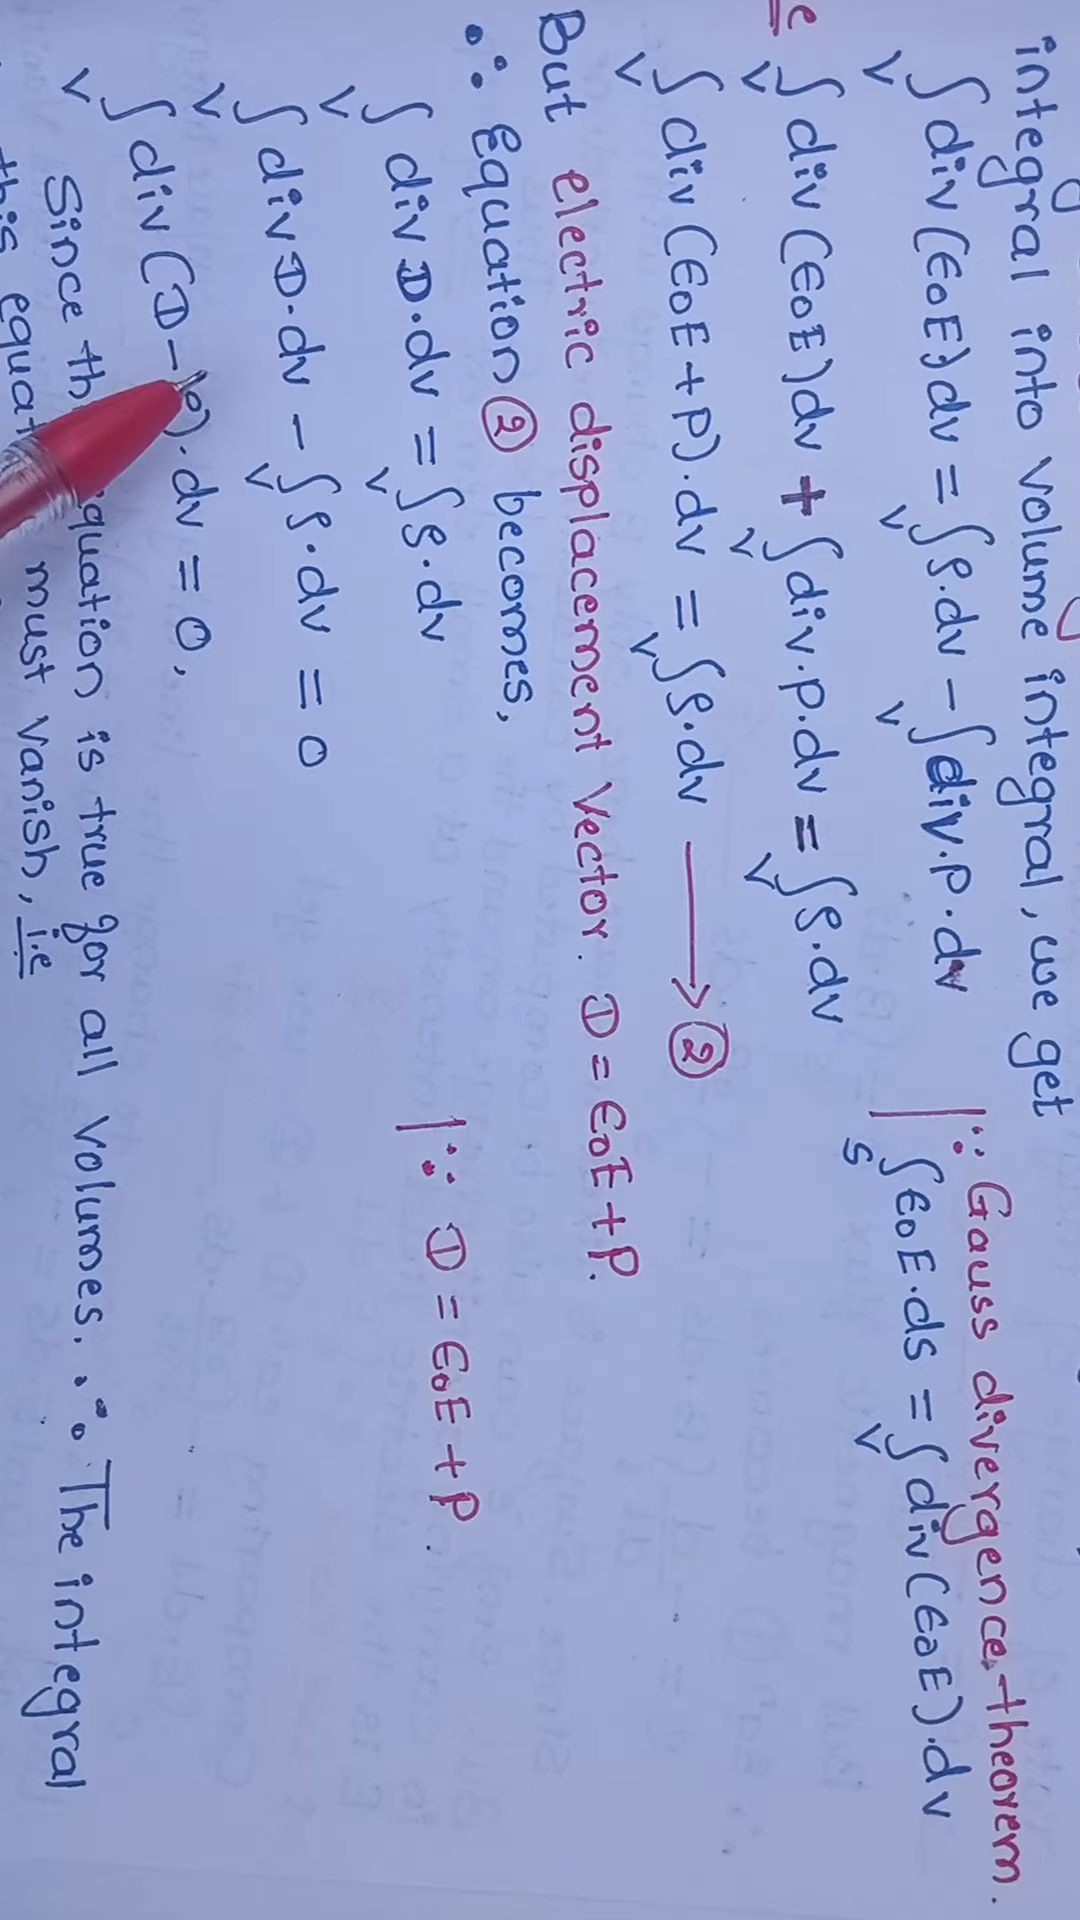 integral into volume integral, we get
∵ Gauss divergence theorem.
∫ᵥ div(ϵ₀E)dv = ∫ᵥ ρ.dv - ∫ᵥ div.P.dv
∫ₛ ϵ₀E.ds = ∫ᵥ div(ϵ₀E).dv
∫ᵥ div(ϵ₀E)dv + ∫ᵥ div.P.dv = ∫ᵥ ρ.dv
∫ᵥ div(ϵ₀E+P).dv = ∫ᵥ ρ.dv → ②
But electric displacement Vector. D = ϵ₀E+P.
∴ Equation ② becomes,
∫ᵥ div D.dv = ∫ᵥ ρ.dv
∵ D = ϵ₀E+P.
∫ᵥ div D.dv - ∫ᵥ ρ.dv = 0
∫ᵥ div(D-ρ).dv = 0,
Since equation is true for all Volumes. ∴ The integral
this must vanish, i.e